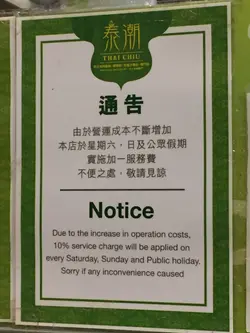 泰潮
THAI CHIU
通告
由於營運成本不斷增加
本店於星期六，日及公眾假期
實施加一服務費
不便之處，敬請見諒
Notice
Due to the increase in operation costs,
10% service charge will be applied on
every Saturday, Sunday and Public holiday.
Sorry if any inconvenience caused